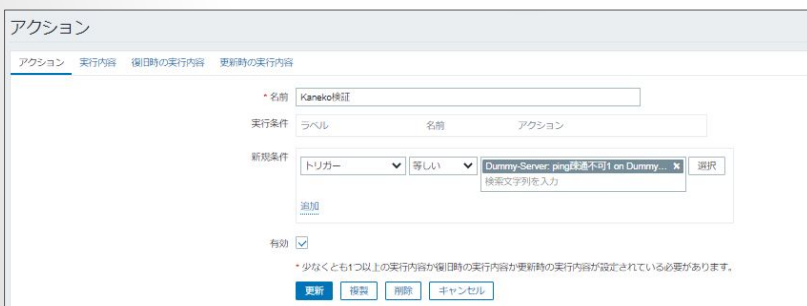 アクション
アクション 実行内容 復旧時の実行内容 更新時の実行内容
* 名前 Kaneko検証
実行条件 ラベル 名前 アクション
新規条件 トリガー 等しい Dummy-Server: ping疎通不可1 on Dummy... × 選択
検索文字列を入力
追加
有効
* 少なくとも1つ以上の実行内容か復旧時の実行内容か更新時の実行内容が設定されている必要があります。
更新 複製 削除 キャンセル